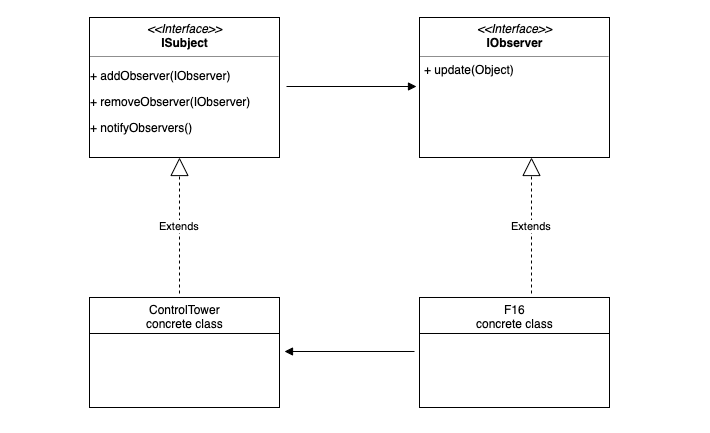 <<Interface>>
ISubject
+ addObserver(IObserver)
+ removeObserver(IObserver)
+ notifyObservers()
<<Interface>>
IObserver
+ update(Object)
Extends
Extends
ControlTower
concrete class
F16
concrete class